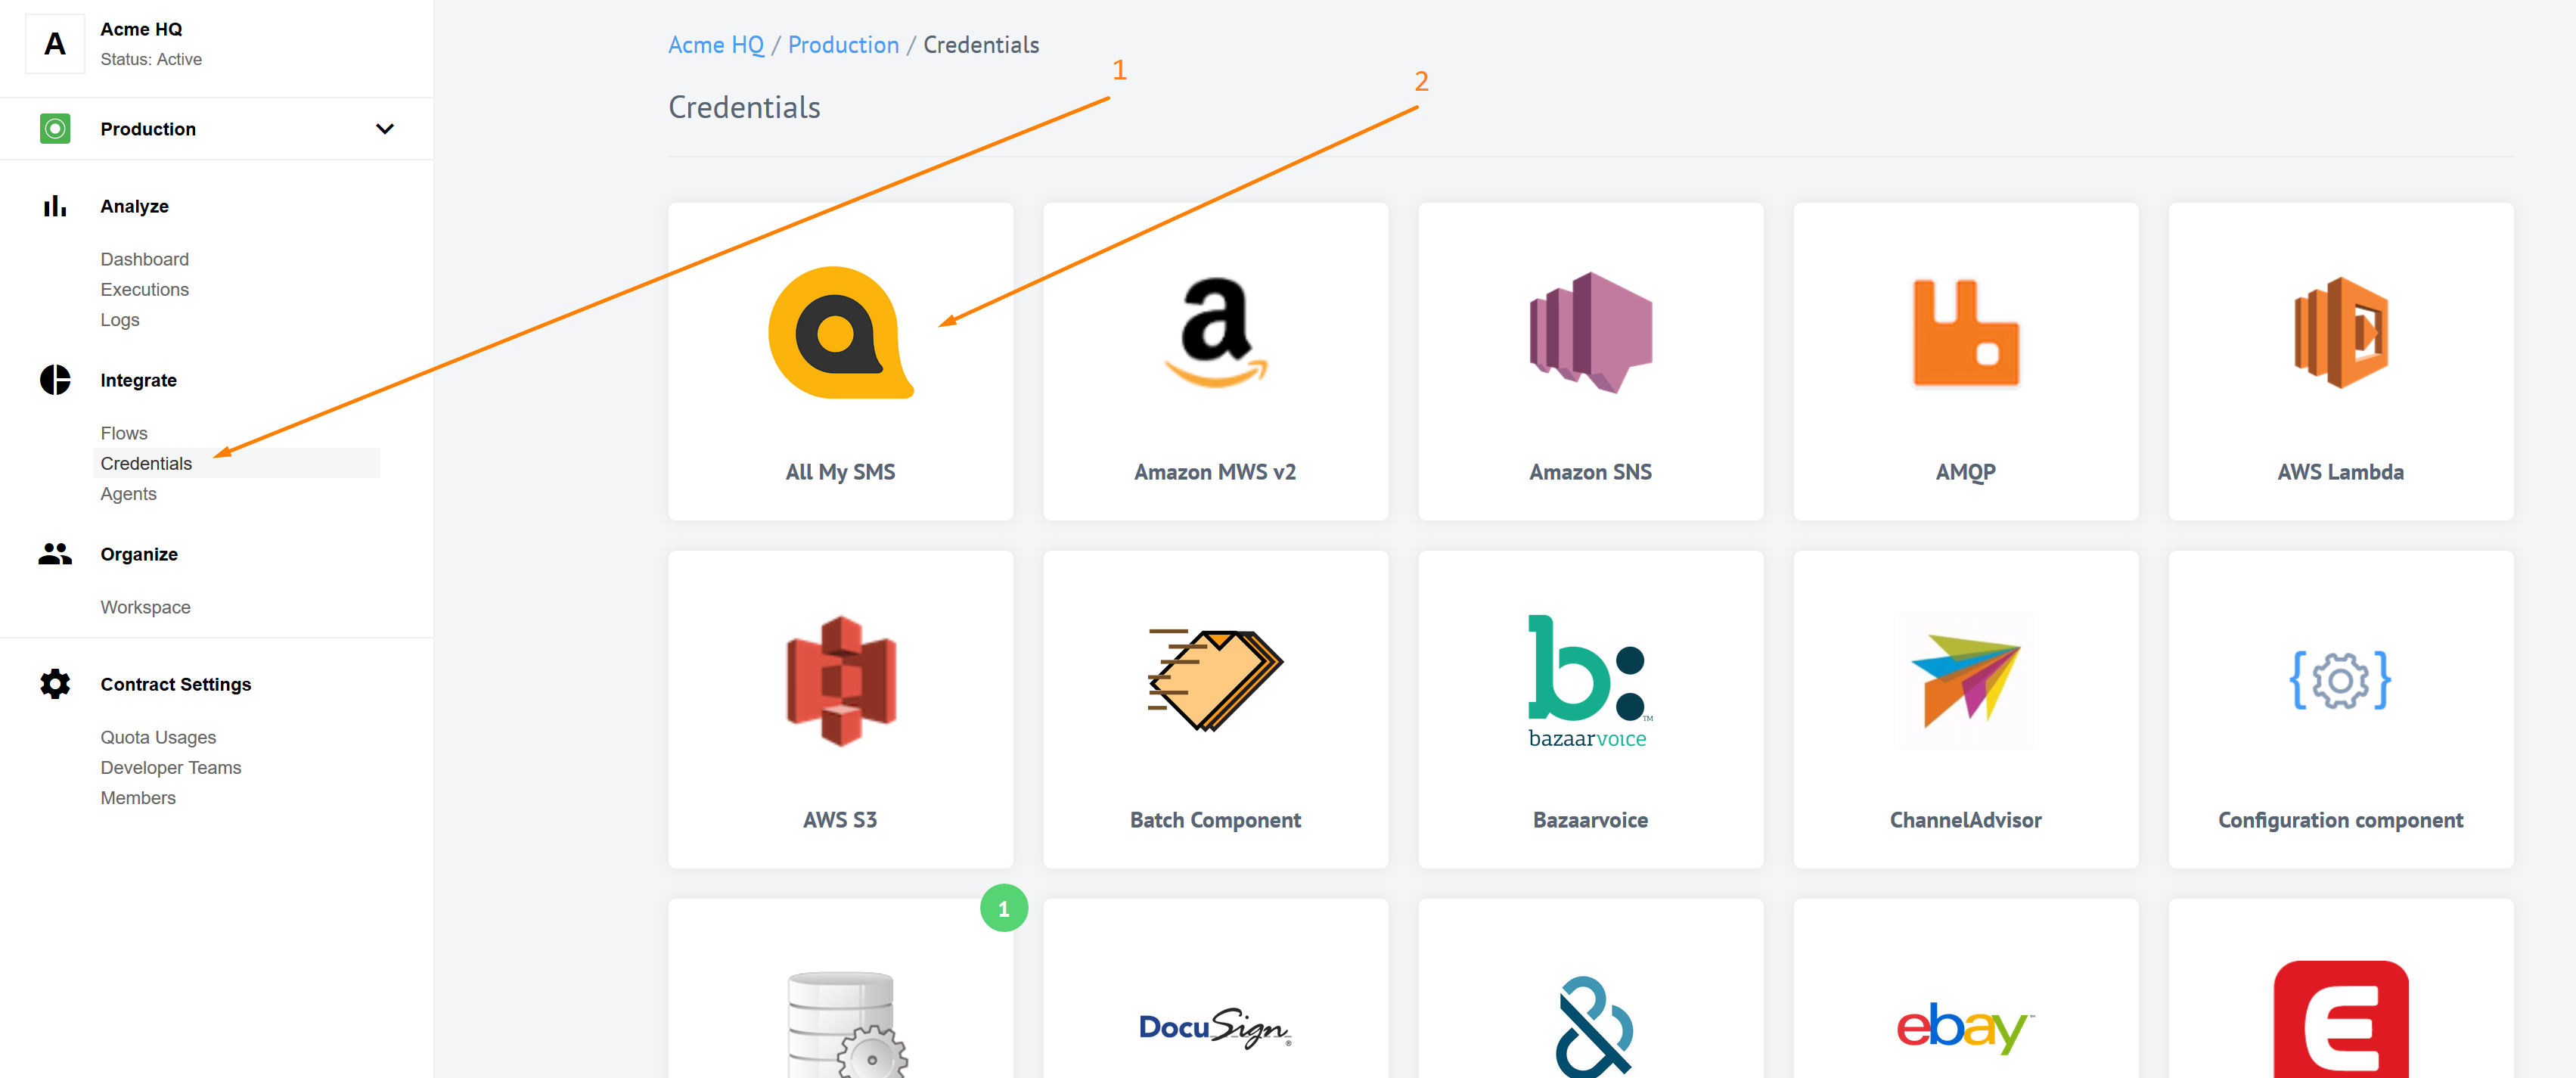 A
Acme HQ
Status: Active
Production
Analyze
Dashboard
Executions
Logs
Integrate
Flows
Credentials
Agents
Organize
Workspace
Contract Settings
Quota Usages
Developer Teams
Members
Acme HQ / Production / Credentials
1
2
Credentials
All My SMS
a
Amazon MWS v2
Amazon SNS
AMQP
AWS Lambda
AWS S3
Batch Component
b:
™
bazaarvoice
Bazaarvoice
ChannelAdvisor
{ }
Configuration component
1
DocuSign®
&
ebay™
E